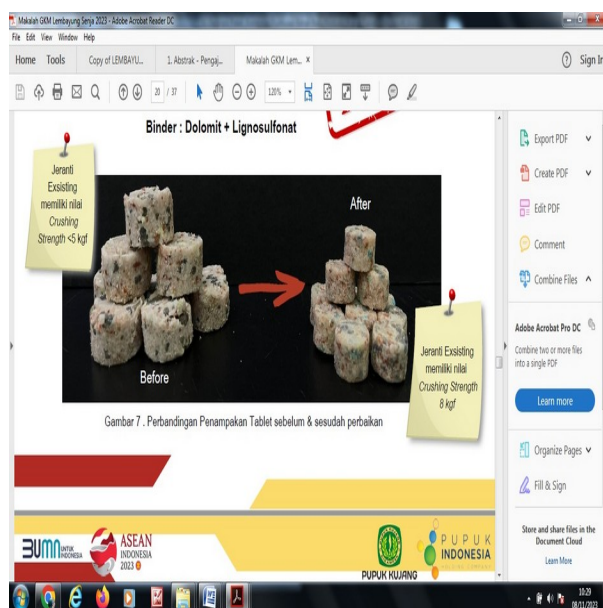 Makalah GKM Lembayung Senja 2023 - Adobe Acrobat Reader DC
File Edit View Window Help
Home Tools Copy of LEMBAYU... 1. Abstrak - Pengaj... Makalah GKM Lem... x
Sign In
20 / 37 120%
Binder : Dolomit + Lignosulfonat
Jeranti
Exsisting
memiliki nilai
Crushing
Strength <5 kgf
After
Before
Jeranti Exsisting
memiliki nilai
Crushing Strength
8 kgf
Gambar 7 . Perbandingan Penampakan Tablet sebelum & sesudah perbaikan
BUMN UNTUK
INDONESIA
ASEAN
INDONESIA
2023
PUPUK KUJANG
PUPUK
INDONESIA
Export PDF
Create PDF
Edit PDF
Comment
Combine Files
Adobe Acrobat Pro DC
Combine two or more files
into a single PDF
Learn more
Organize Pages
Fill & Sign
Store and share files in the
Document Cloud
Learn More
10:29
08/11/2023